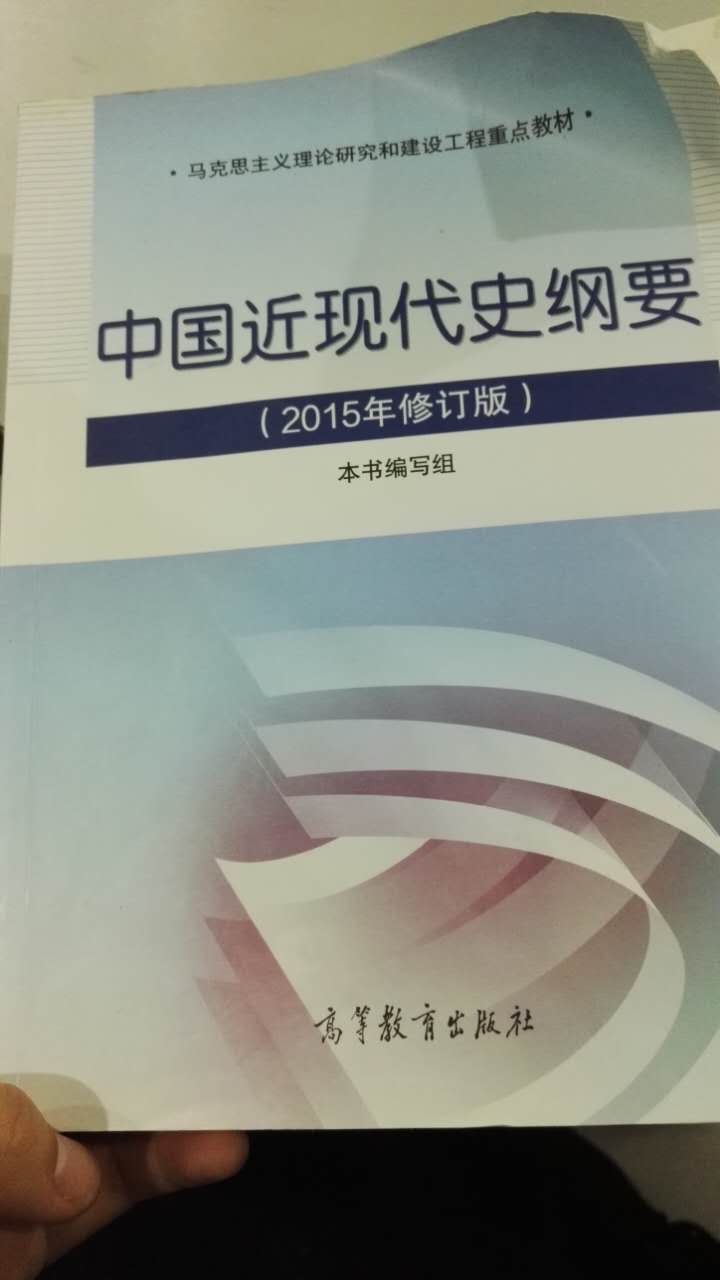 ·马克思主义理论研究和建设工程重点教材·
中国近现代史纲要
（2015年修订版）
本书编写组
高等教育出版社